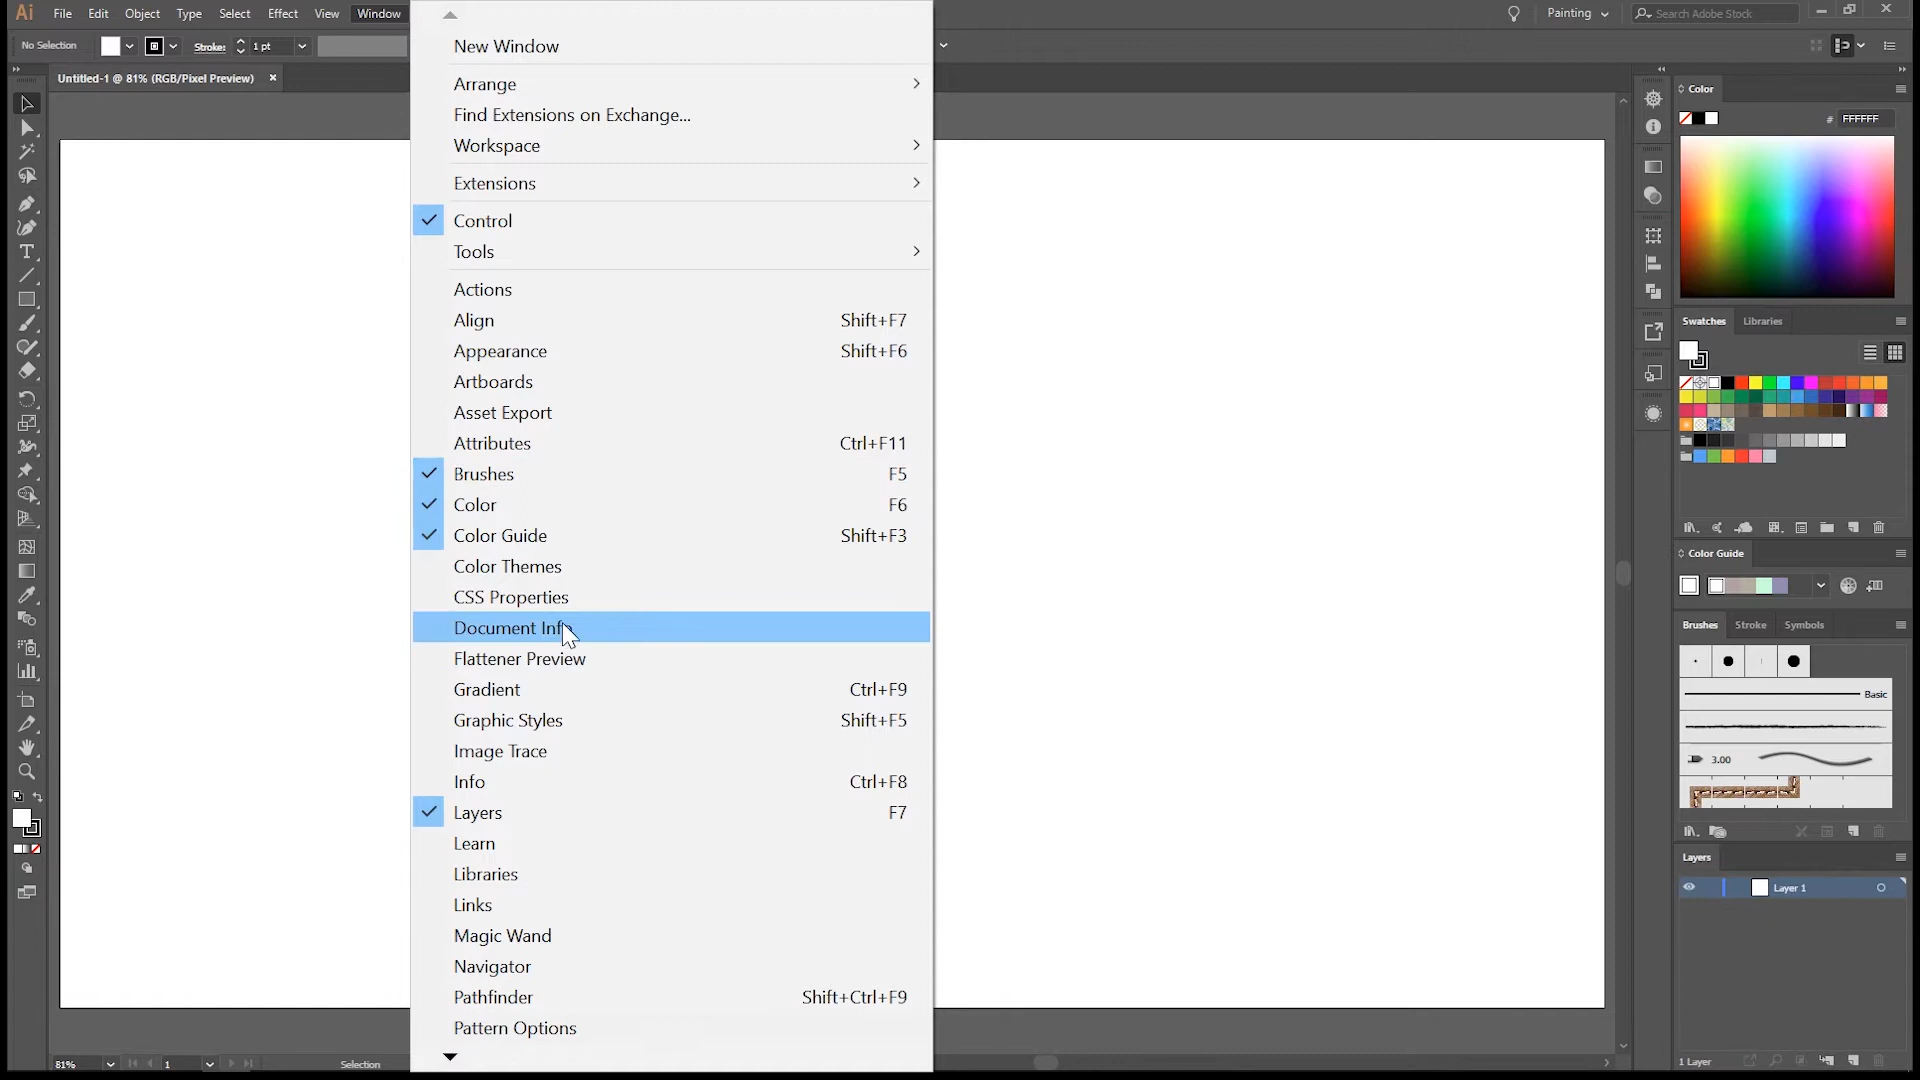 Ai File Edit Object Type Select Effect View Window Painting Search Adobe Stock
No Selection Stroke: 1 pt
Untitled-1 @ 81% (RGB/Pixel Preview) ×
New Window
Arrange
Find Extensions on Exchange...
Workspace
Extensions
Control
Tools
Actions
Align Shift+F7
Appearance Shift+F6
Artboards
Asset Export
Attributes Ctrl+F11
Brushes F5
Color F6
Color Guide Shift+F3
Color Themes
CSS Properties
Document Info
Flattener Preview
Gradient Ctrl+F9
Graphic Styles Shift+F5
Image Trace
Info Ctrl+F8
Layers F7
Learn
Libraries
Links
Magic Wand
Navigator
Pathfinder Shift+Ctrl+F9
Pattern Options
81% 1 Selection
Color
# FFFFFF
Swatches Libraries
Color Guide
Brushes Stroke Symbols
Basic
3.00
Layers
Layer 1
1 Layer